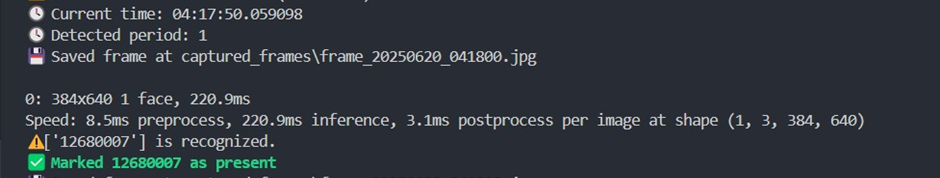 🕓 Current time: 04:17:50.059098
🕓 Detected period: 1
💾 Saved frame at captured_frames\frame_20250620_041800.jpg
0: 384x640 1 face, 220.9ms
Speed: 8.5ms preprocess, 220.9ms inference, 3.1ms postprocess per image at shape (1, 3, 384, 640)
⚠️['12680007'] is recognized.
✅ Marked 12680007 as present